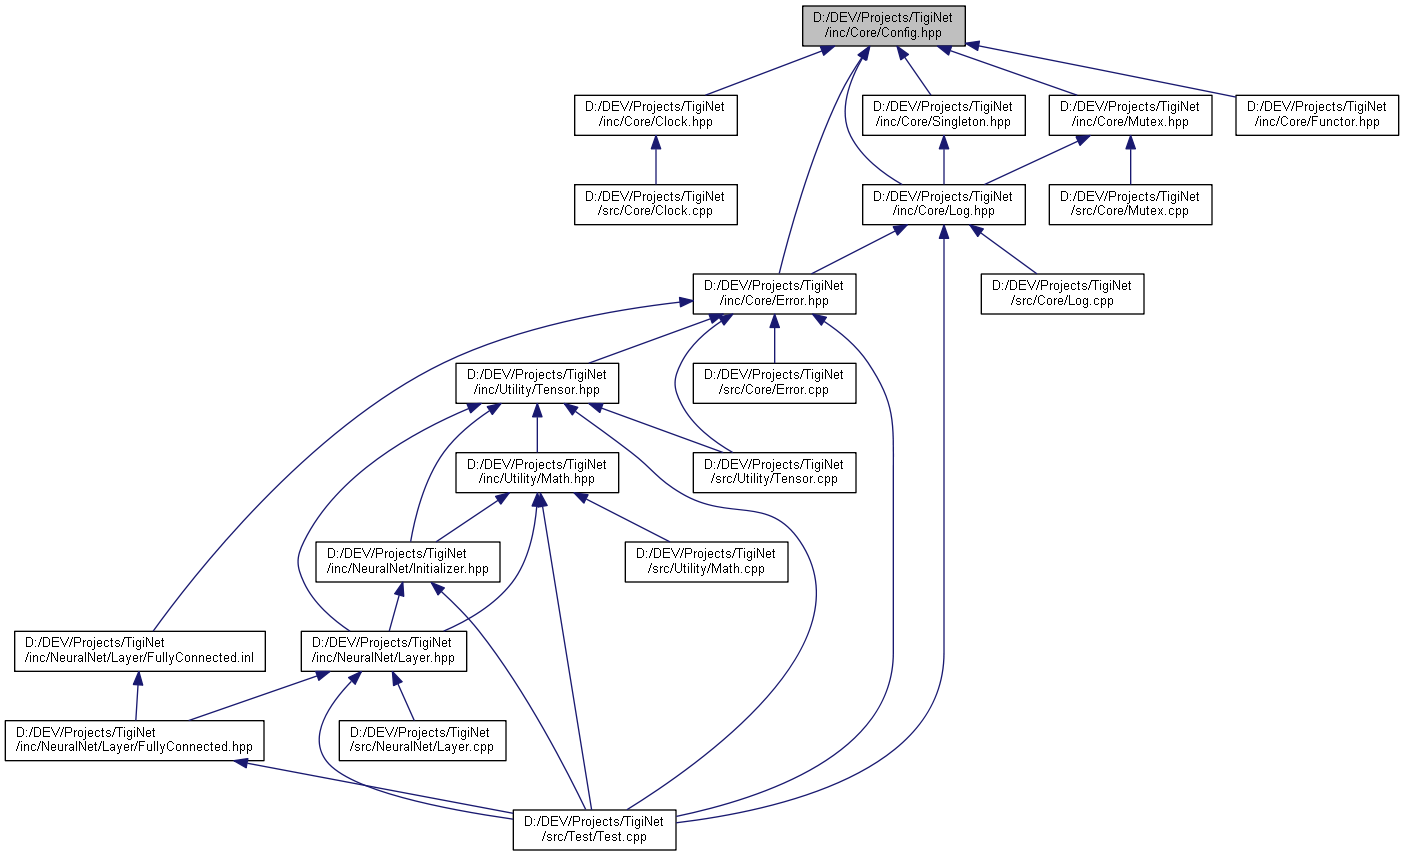 D:/DEV/Projects/TigiNet
/inc/Core/Config.hpp
D:/DEV/Projects/TigiNet
/inc/Core/Clock.hpp
D:/DEV/Projects/TigiNet
/inc/Core/Singleton.hpp
D:/DEV/Projects/TigiNet
/inc/Core/Mutex.hpp
D:/DEV/Projects/TigiNet
/inc/Core/Functor.hpp
D:/DEV/Projects/TigiNet
/src/Core/Clock.cpp
D:/DEV/Projects/TigiNet
/inc/Core/Log.hpp
D:/DEV/Projects/TigiNet
/src/Core/Mutex.cpp
D:/DEV/Projects/TigiNet
/inc/Core/Error.hpp
D:/DEV/Projects/TigiNet
/src/Core/Log.cpp
D:/DEV/Projects/TigiNet
/inc/Utility/Tensor.hpp
D:/DEV/Projects/TigiNet
/src/Core/Error.cpp
D:/DEV/Projects/TigiNet
/inc/Utility/Math.hpp
D:/DEV/Projects/TigiNet
/src/Utility/Tensor.cpp
D:/DEV/Projects/TigiNet
/inc/NeuralNet/Initializer.hpp
D:/DEV/Projects/TigiNet
/src/Utility/Math.cpp
D:/DEV/Projects/TigiNet
/inc/NeuralNet/Layer/FullyConnected.inl
D:/DEV/Projects/TigiNet
/inc/NeuralNet/Layer.hpp
D:/DEV/Projects/TigiNet
/inc/NeuralNet/Layer/FullyConnected.hpp
D:/DEV/Projects/TigiNet
/src/NeuralNet/Layer.cpp
D:/DEV/Projects/TigiNet
/src/Test/Test.cpp